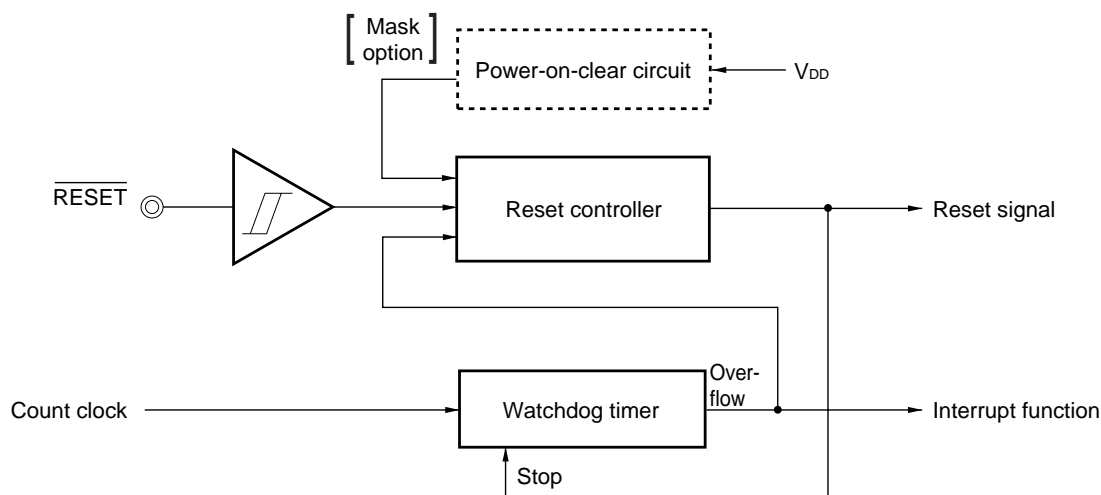 Mask
option
Power-on-clear circuit
VDD
RESET
Reset controller
Reset signal
Over-
flow
Count clock
Watchdog timer
Interrupt function
Stop